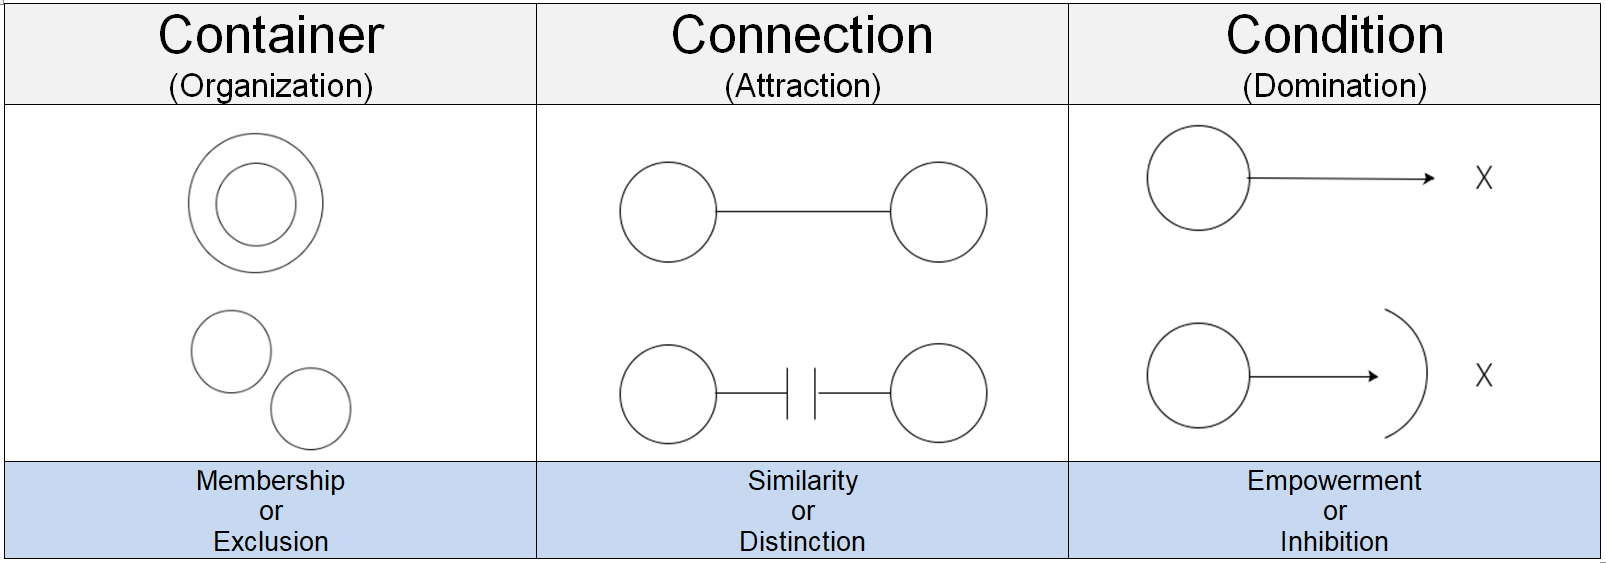 Container
(Organization)
Connection
(Attraction)
Condition
(Domination)
X
X
Membership
or
Exclusion
Similarity
or
Distinction
Empowerment
or
Inhibition